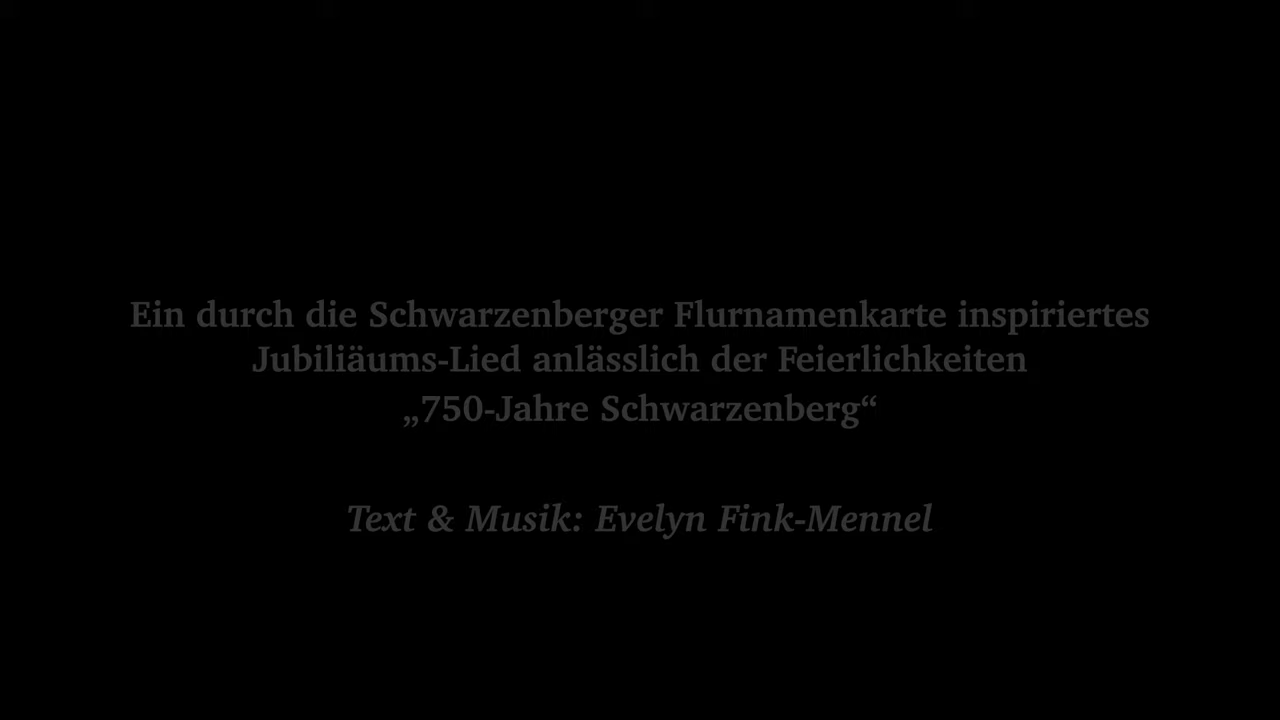 Ein durch die Schwarzenberger Flurnamenkarte inspiriertes
Jubiliäums-Lied anlässlich der Feierlichkeiten
„750-Jahre Schwarzenberg“
Text & Musik: Evelyn Fink-Mennel